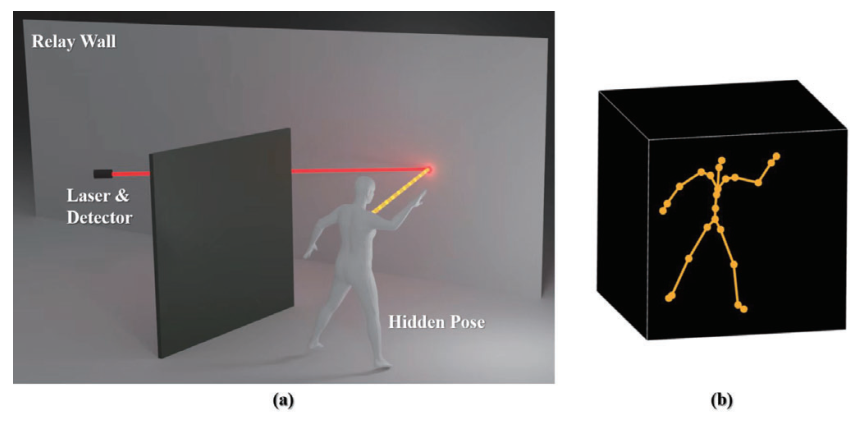 Relay Wall
Laser &
Detector
Hidden Pose
(a)
(b)